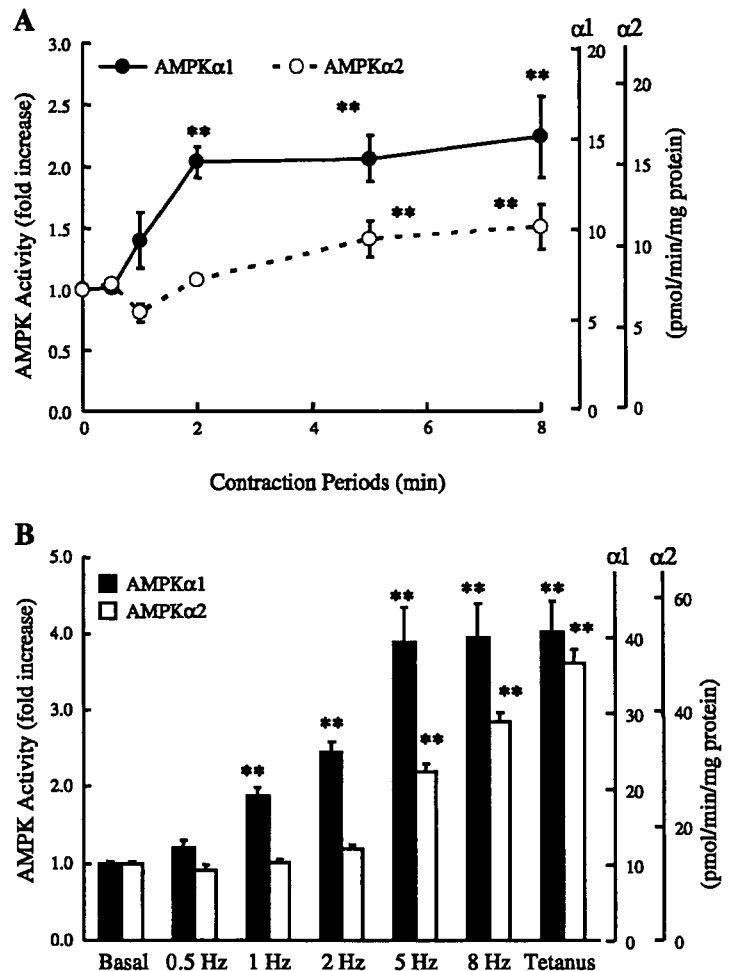 A
α1 α2
AMPKα1 AMPKα2
AMPK Activity (fold increase)
3.0
2.5
2.0
1.5
1.0
0.5
0.0
** ** **
** **
0 2 4 6 8
Contraction Periods (min)
20
15
10
5
0
20
15
10
5
0
(pmol/min/mg protein)
B
α1 α2
AMPKα1
AMPKα2
AMPK Activity (fold increase)
5.0
4.0
3.0
2.0
1.0
0.0
** ** ** ** **
** ** **
Basal 0.5 Hz 1 Hz 2 Hz 5 Hz 8 Hz Tetanus
40
30
20
10
0
60
40
20
0
(pmol/min/mg protein)